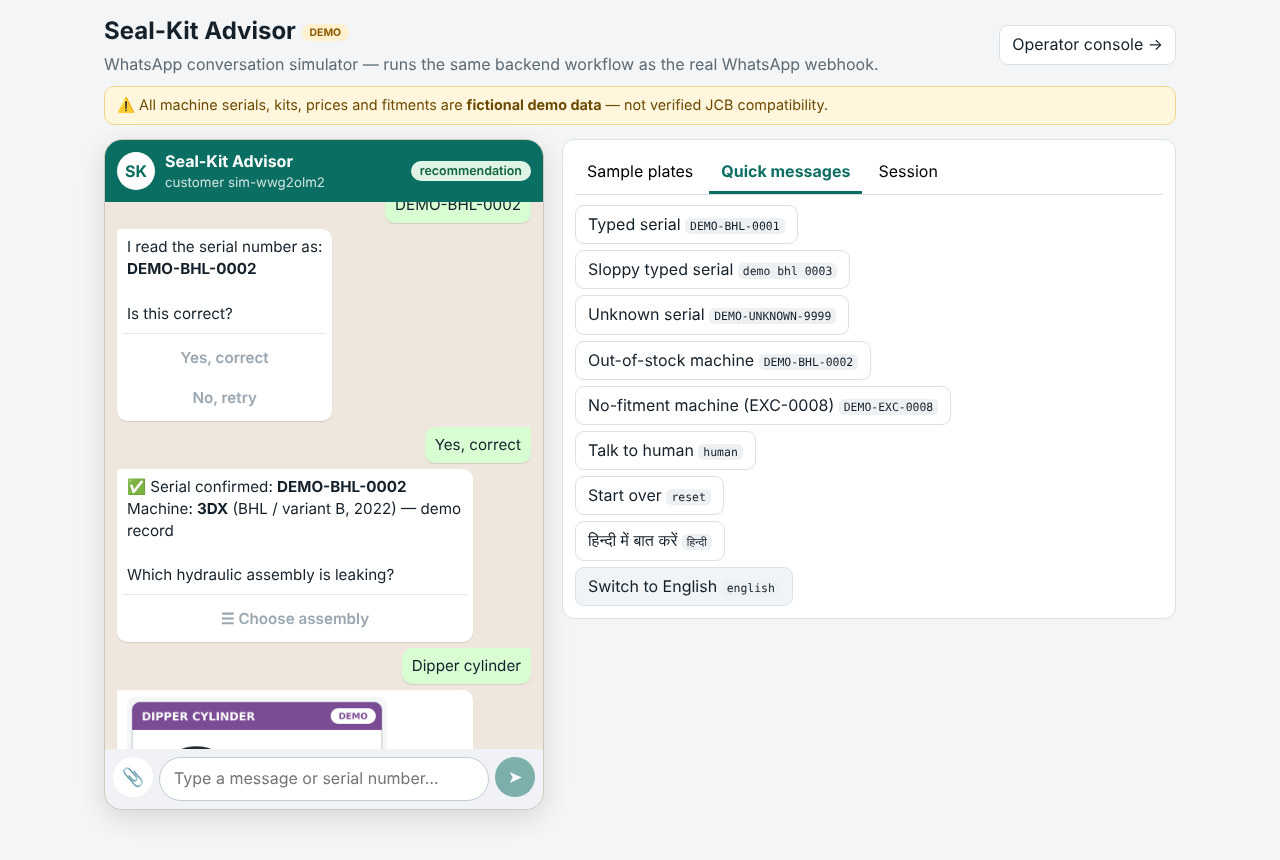 Seal-Kit Advisor DEMO
Operator console →
WhatsApp conversation simulator — runs the same backend workflow as the real WhatsApp webhook.
⚠️ All machine serials, kits, prices and fitments are fictional demo data — not verified JCB compatibility.
SK
Seal-Kit Advisor
customer sim-wwg2olm2
recommendation
DEMO-BHL-0002
I read the serial number as:
DEMO-BHL-0002
Is this correct?
Yes, correct
No, retry
Yes, correct
✅ Serial confirmed: DEMO-BHL-0002
Machine: 3DX (BHL / variant B, 2022) — demo
record
Which hydraulic assembly is leaking?
☰ Choose assembly
Dipper cylinder
DIPPER CYLINDER DEMO
Type a message or serial number...
Sample plates Quick messages Session
Typed serial DEMO-BHL-0001
Sloppy typed serial demo bhl 0003
Unknown serial DEMO-UNKNOWN-9999
Out-of-stock machine DEMO-BHL-0002
No-fitment machine (EXC-0008) DEMO-EXC-0008
Talk to human human
Start over reset
हिन्दी में बात करें हिन्दी
Switch to English english